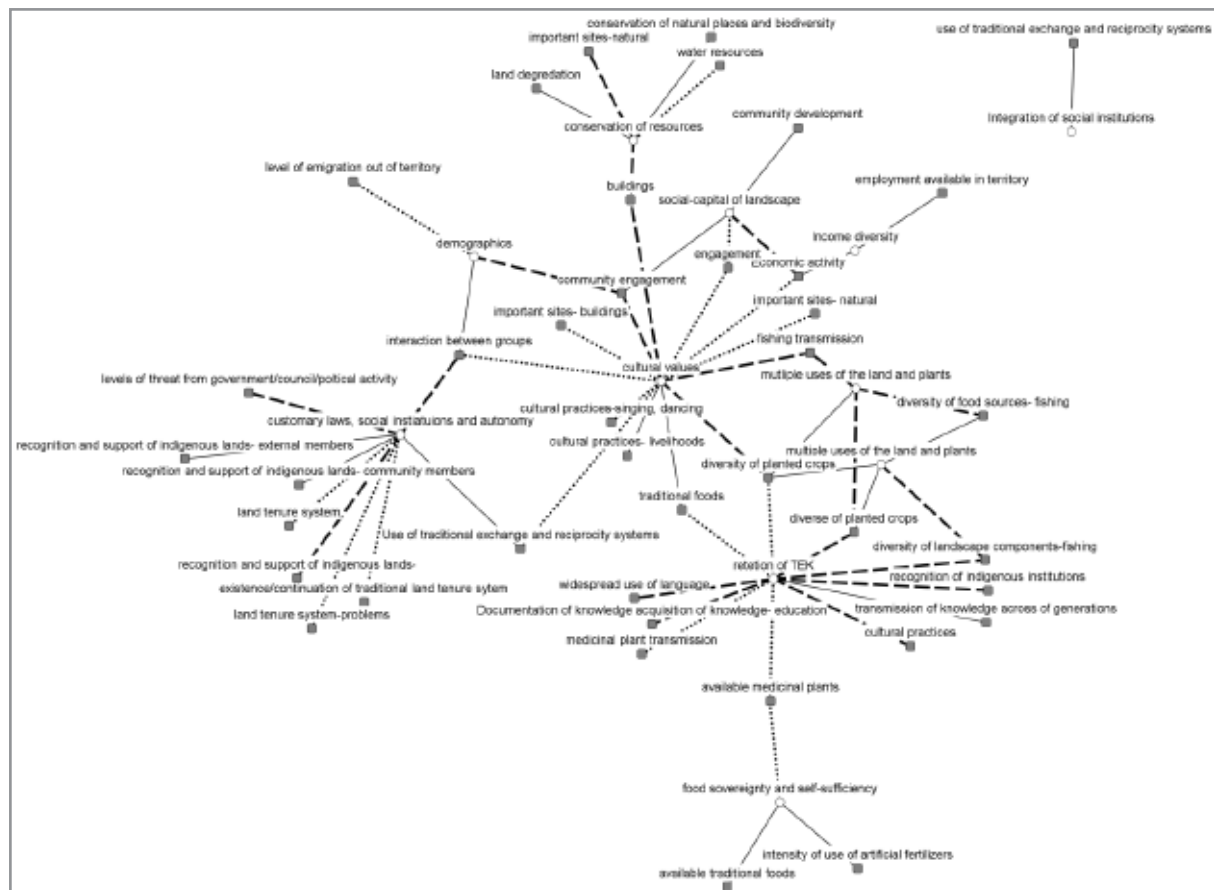 conservation of natural places and biodiversity
use of traditional exchange and reciprocity systems
important sites-natural
water resources
land degredation
community development
Integration of social institutions
conservation of resources
level of emigration out of territory
employment available in territory
buildings
social-capital of landscape
Income diversity
demographics
engagement
Economic activity
community engagement
important sites- natural
important sites- buildings
fishing transmission
interaction between groups
cultural values
mutliple uses of the land and plants
levels of threat from government/council/poltical activity
diversity of food sources- fishing
cultural practices-singing, dancing
customary laws, social instatuions and autonomy
recognition and support of indigenous lands- external members
cultural practices- livelihoods
multiple uses of the land and plants
recognition and support of indigenous lands- community members
diversity of planted crops
traditional foods
land tenure system
diverse of planted crops
Use of traditional exchange and reciprocity systems
diversity of landscape components-fishing
recognition and support of indigenous lands-
retetion of TEK
recognition of indigenous institutions
existence/continuation of traditional land tenure sytem
widespread use of language
Documentation of knowledge acquisition of knowledge- education
transmission of knowledge across of generations
land tenure system-problems
medicinal plant transmission
cultural practices
available medicinal plants
food sovereignty and self-sufficiency
intensity of use of artificial fertilizers
available traditional foods